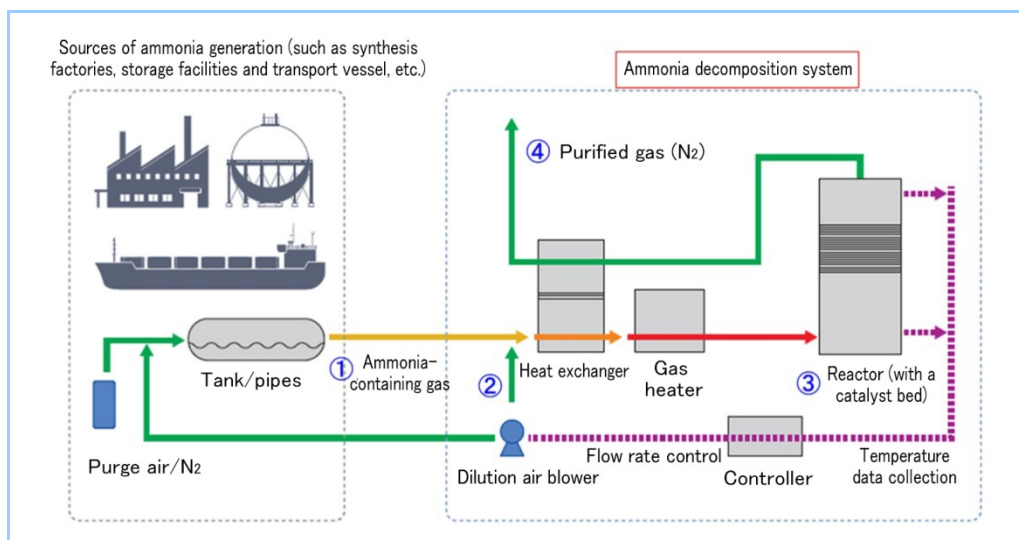 Sources of ammonia generation (such as synthesis
factories, storage facilities and transport vessel, etc.)
Ammonia decomposition system
④ Purified gas (N2)
Tank/pipes
① Ammonia-
containing gas
②
Heat exchanger
Gas
heater
③ Reactor (with a
catalyst bed)
Purge air/N2
Dilution air blower
Flow rate control
Controller
Temperature
data collection